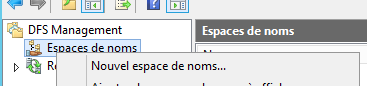 DFS Management
Espaces de noms
Espaces de noms
Nouvel espace de noms...